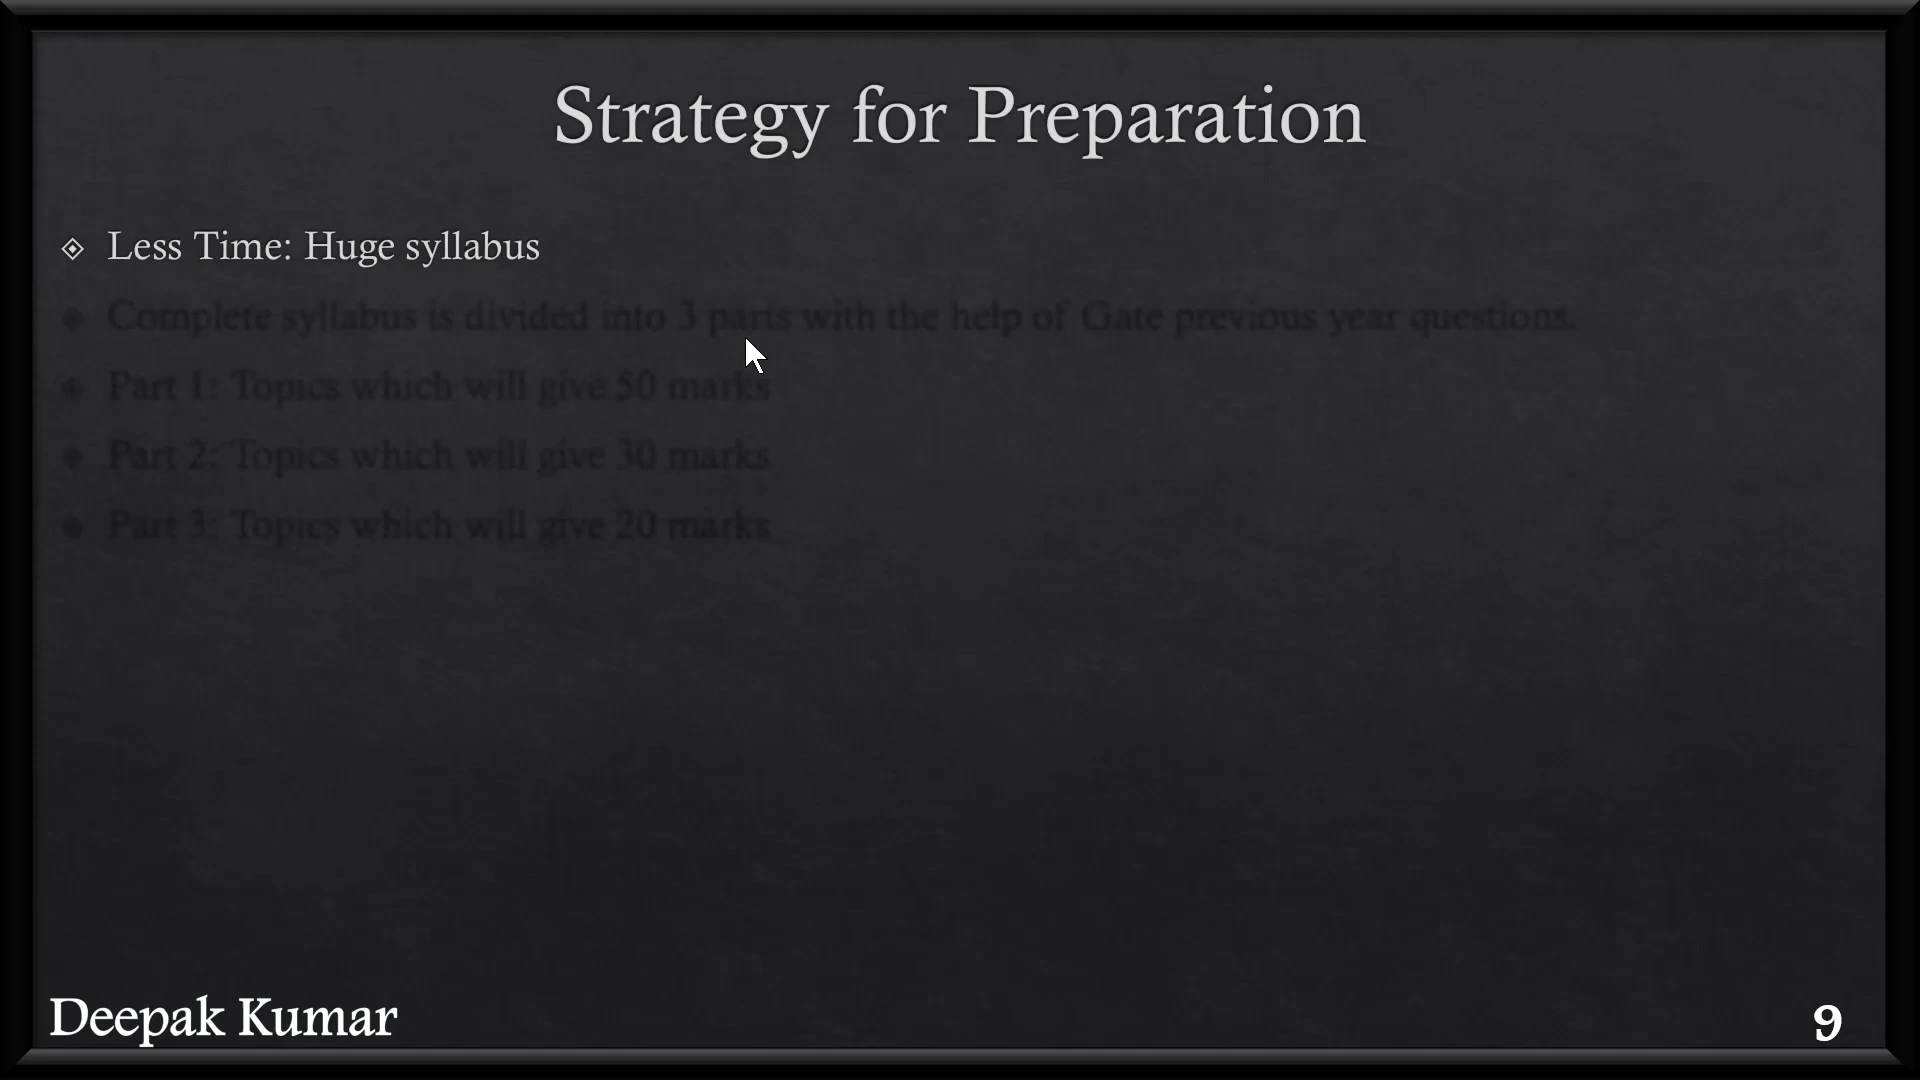 Strategy for Preparation
Less Time: Huge syllabus
Complete syllabus is divided into 3 parts with the help of Gate previous year questions.
Part 1: Topics which will give 50 marks
Part 2: Topics which will give 30 marks
Part 3: Topics which will give 20 marks
Deepak Kumar
9